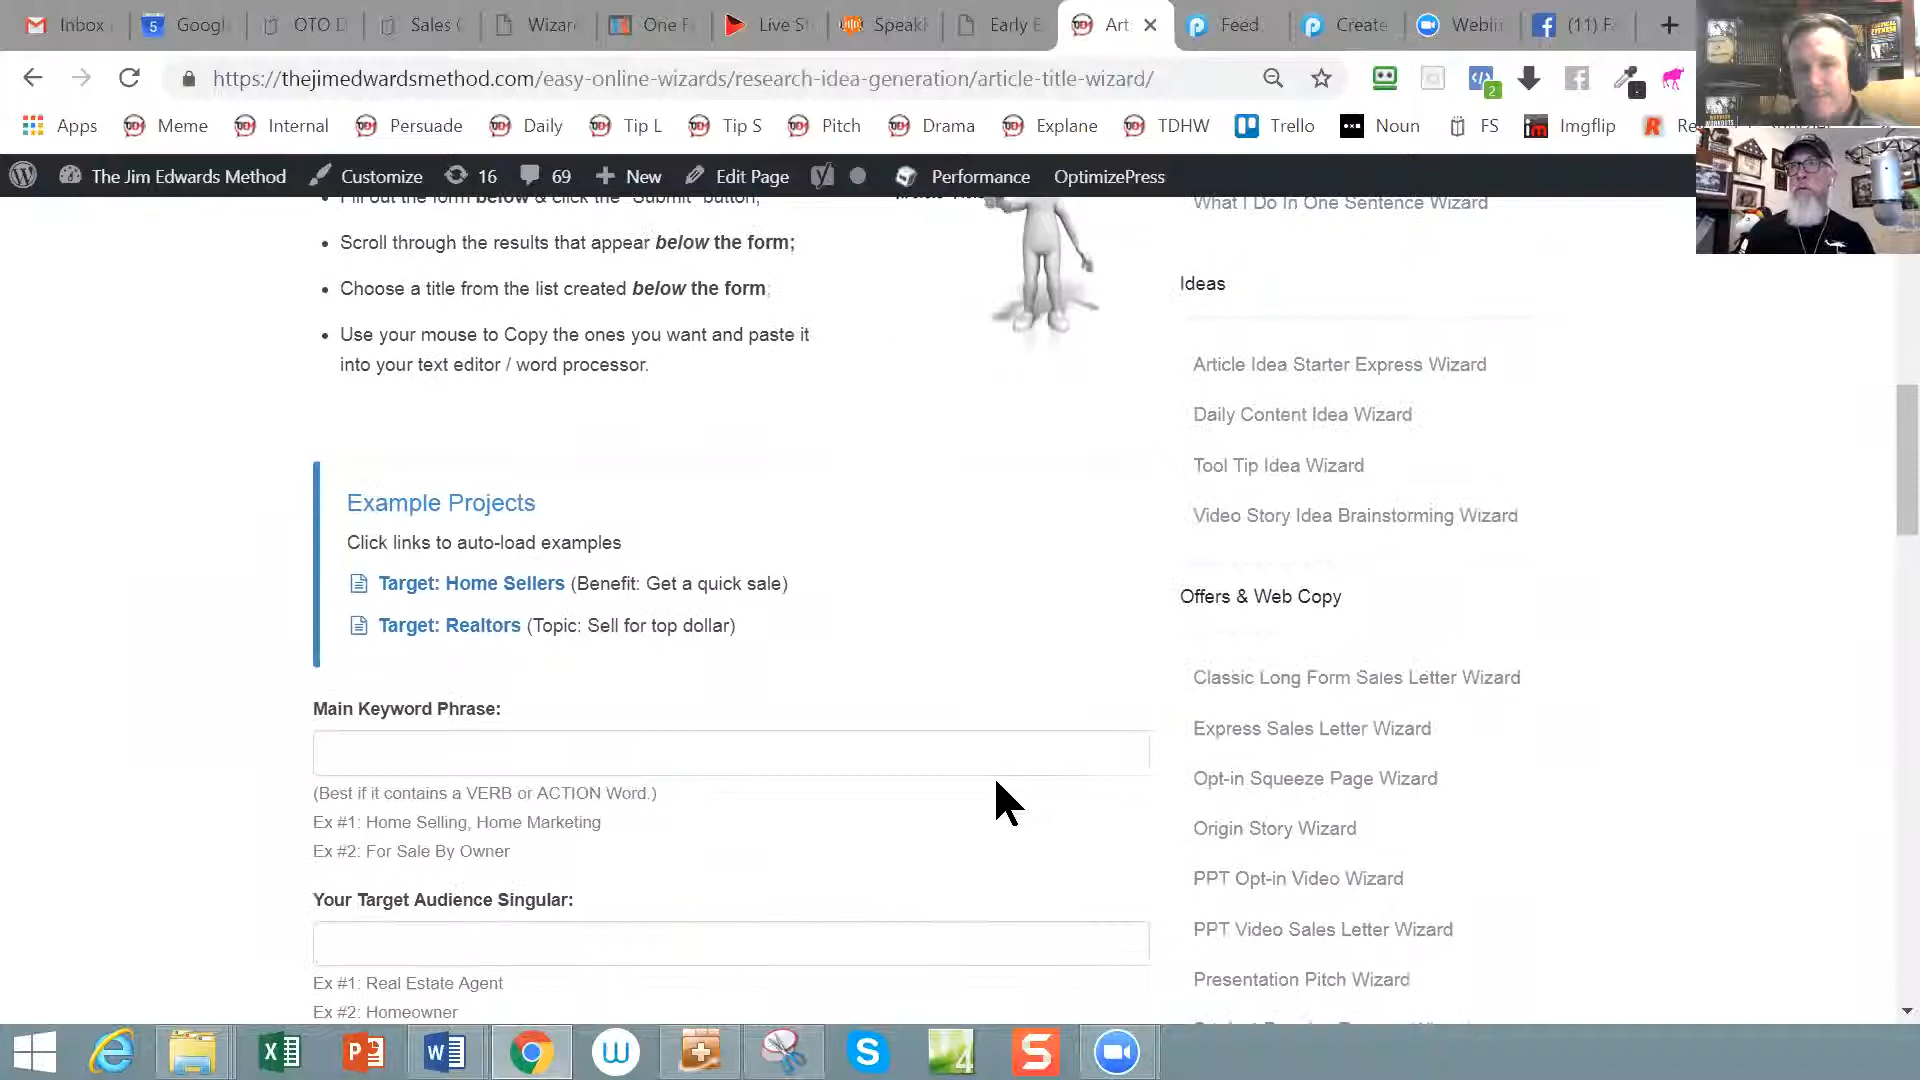 Inbox
Googl
OTO D
Sales
Wizar
One F
Live S
Speak
Early E
Art
Feed
Create
Webin
(11) F
https://thejimedwardsmethod.com/easy-online-wizards/research-idea-generation/article-title-wizard/
2
Apps
Meme
Internal
Persuade
Daily
Tip L
Tip S
Pitch
Drama
Explane
TDHW
Trello
Noun
FS
Imgflip
The Jim Edwards Method
Customize
16
69
New
Edit Page
Performance
OptimizePress
Fill out the form below & click the "Submit" button;
Scroll through the results that appear below the form;
Choose a title from the list created below the form;
Use your mouse to Copy the ones you want and paste it
into your text editor / word processor.
Example Projects
Click links to auto-load examples
Target: Home Sellers (Benefit: Get a quick sale)
Target: Realtors (Topic: Sell for top dollar)
Main Keyword Phrase:
(Best if it contains a VERB or ACTION Word.)
Ex #1: Home Selling, Home Marketing
Ex #2: For Sale By Owner
Your Target Audience Singular:
Ex #1: Real Estate Agent
Ex #2: Homeowner
What I Do In One Sentence Wizard
Ideas
Article Idea Starter Express Wizard
Daily Content Idea Wizard
Tool Tip Idea Wizard
Video Story Idea Brainstorming Wizard
Offers & Web Copy
Classic Long Form Sales Letter Wizard
Express Sales Letter Wizard
Opt-in Squeeze Page Wizard
Origin Story Wizard
PPT Opt-in Video Wizard
PPT Video Sales Letter Wizard
Presentation Pitch Wizard